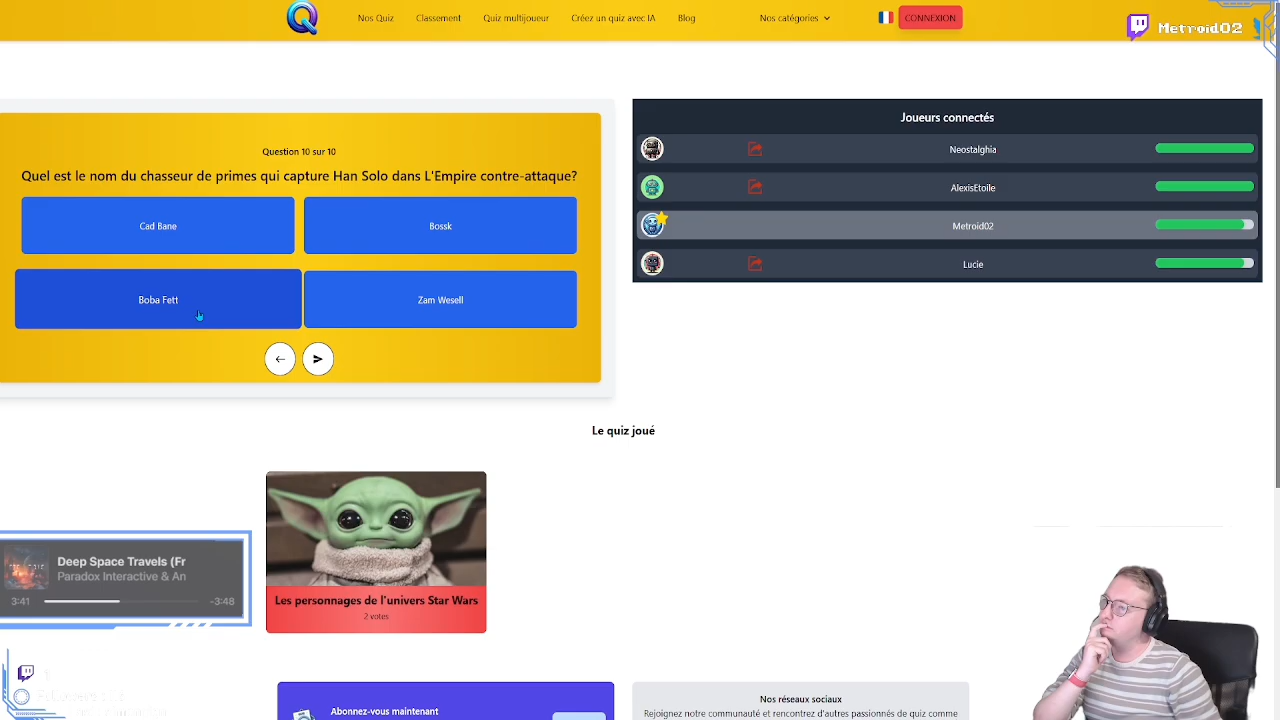 Nos Quiz
Classement
Quiz multijoueur
Créez un quiz avec IA
Blog
Nos catégories
CONNEXION
Metroid02
Question 10 sur 10
Quel est le nom du chasseur de primes qui capture Han Solo dans L'Empire contre-attaque?
Cad Bane
Bossk
Boba Fett
Zam Wesell
Joueurs connectés
Neostalghia
AlexisEtoile
Metroid02
Lucie
Le quiz joué
Les personnages de l'univers Star Wars
2 votes
Deep Space Travels (Fr
Paradox Interactive & An
3:41
-3:48
Abonnez-vous maintenant
Nos réseaux sociaux
Rejoignez notre communauté et rencontrez d'autres passionnés de quiz comme